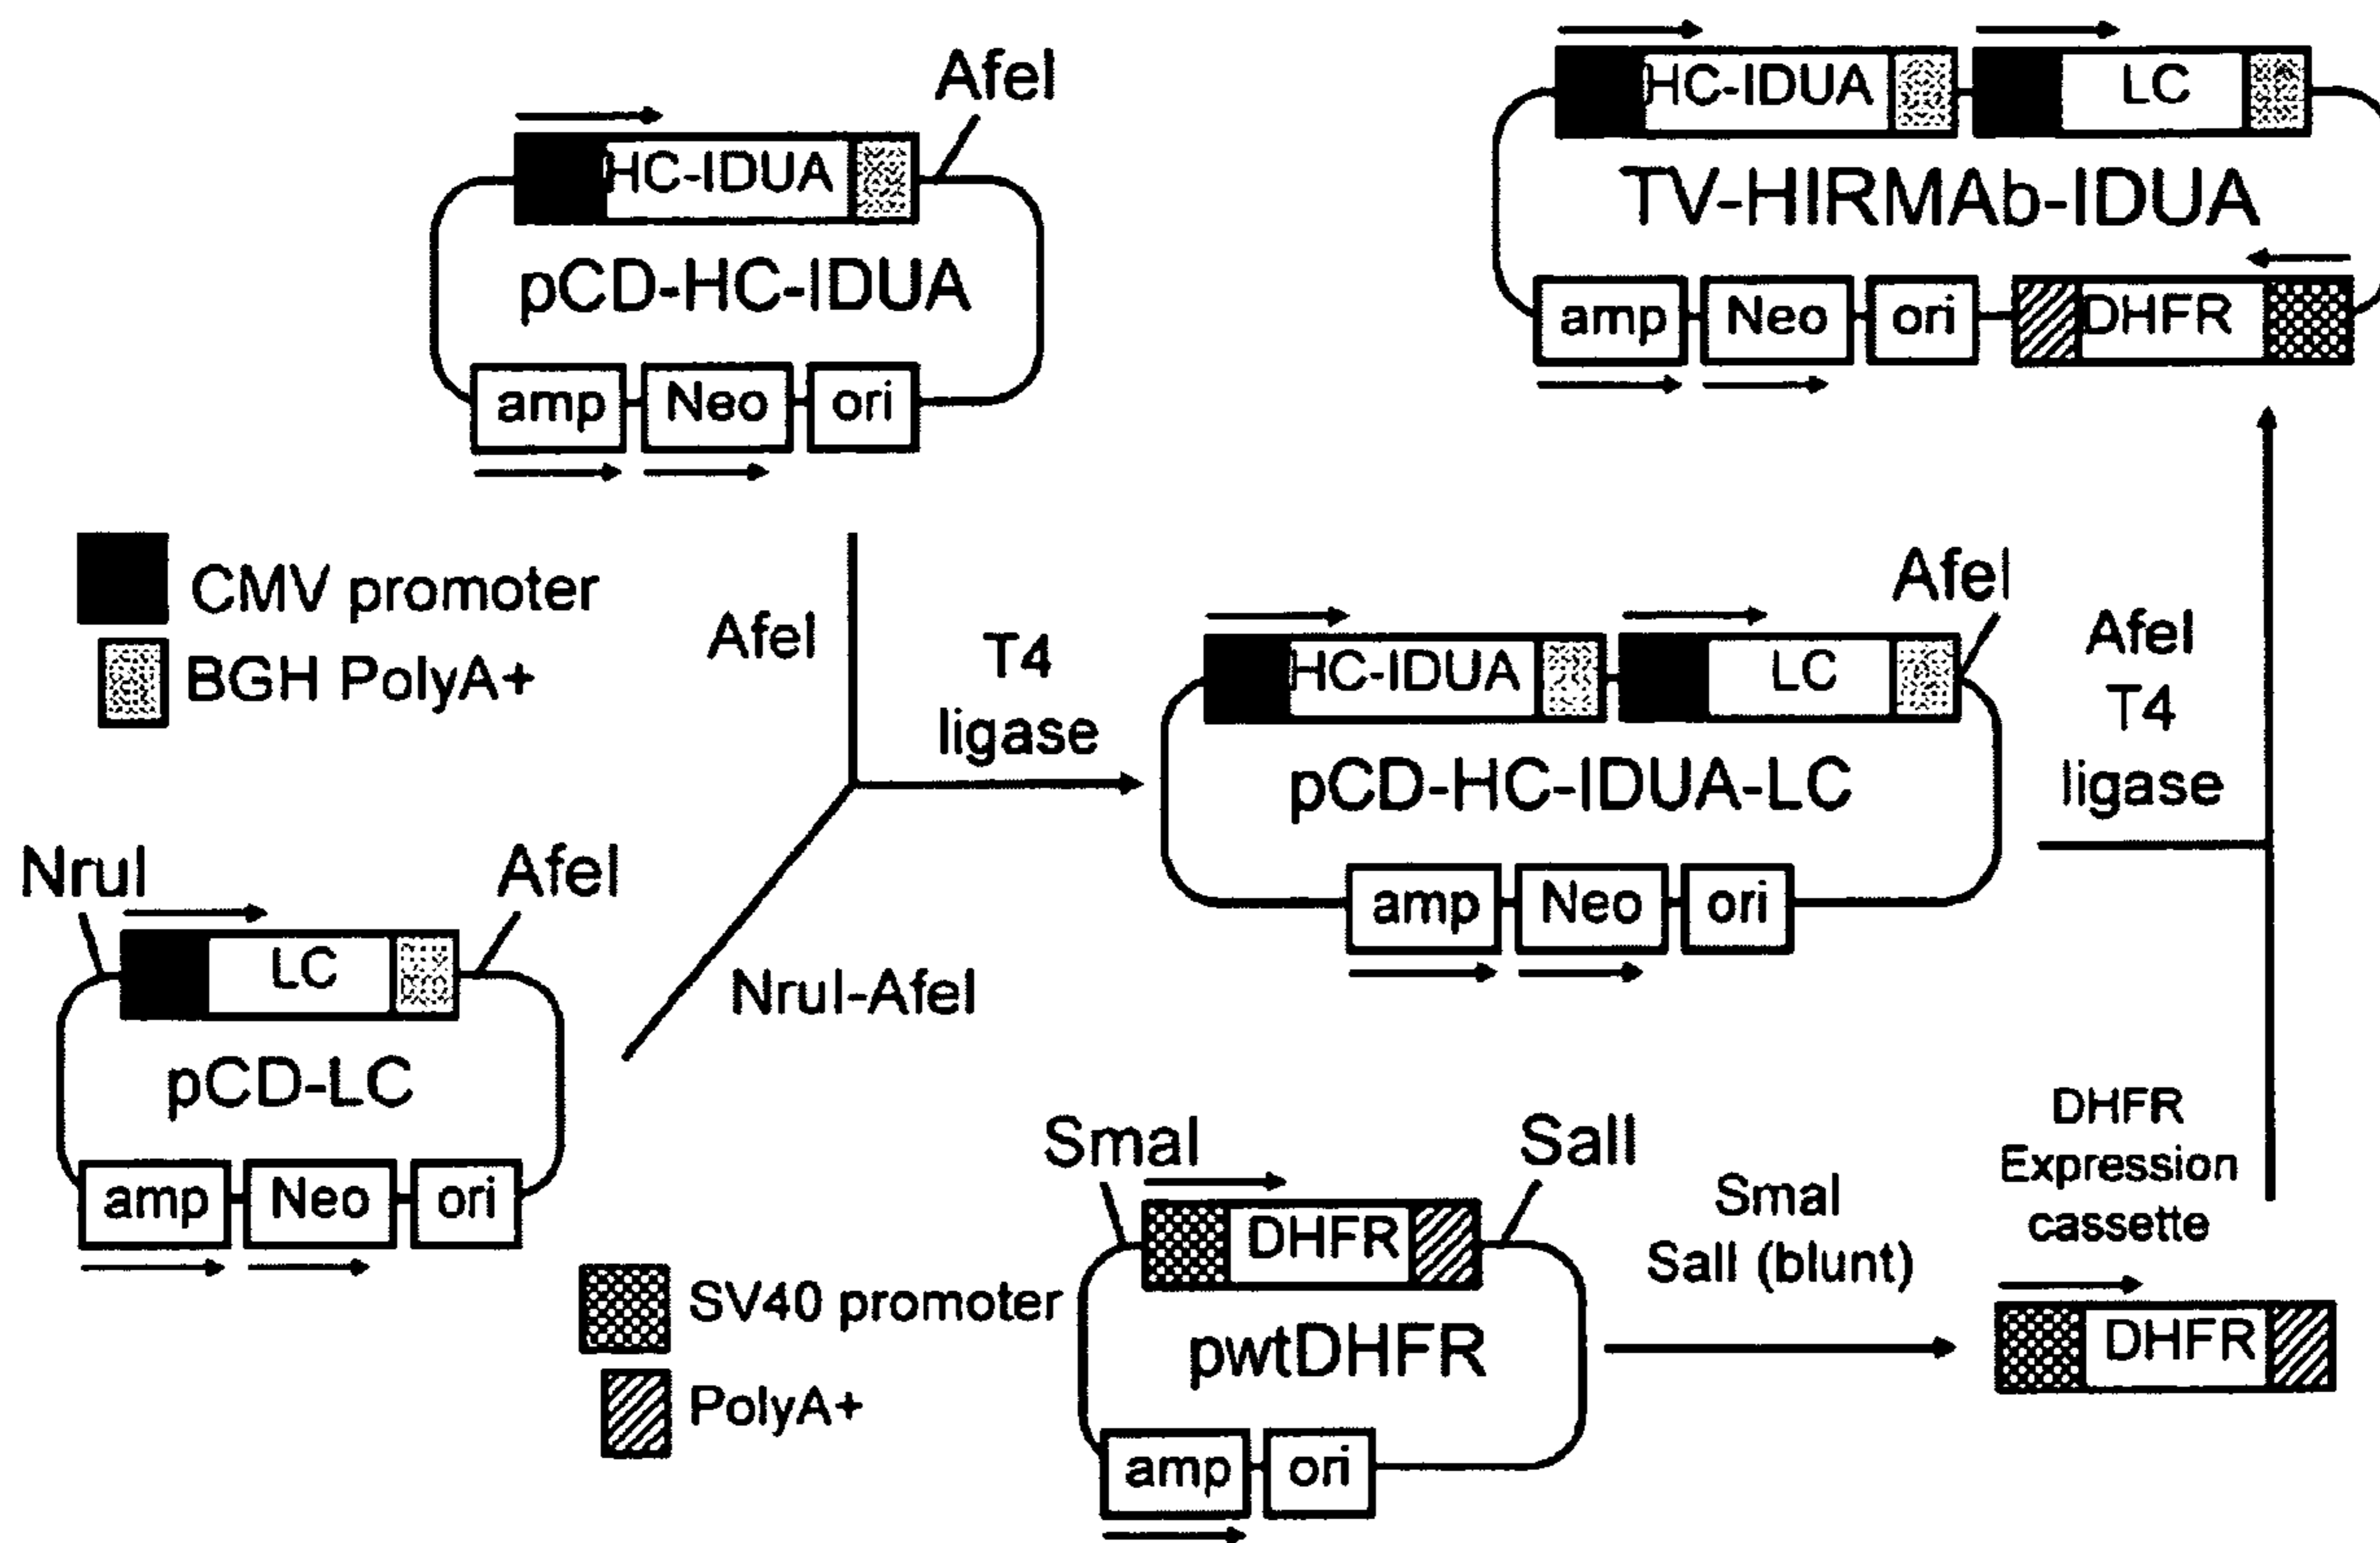 AfeI
HC-IDUA
pCD-HC-IDUA
amp
Neo
ori
HC-IDUA
LC
TV-HIRMAb-IDUA
amp
Neo
ori
DHFR
CMV promoter
BGH PolyA+
AfeI
T4
ligase
NruI-AfeI
AfeI
HC-IDUA
LC
pCD-HC-IDUA-LC
amp
Neo
ori
AfeI
T4
ligase
NruI
AfeI
LC
pCD-LC
amp
Neo
ori
SV40 promoter
PolyA+
SmaI
SalI
DHFR
pwtDHFR
amp
ori
SmaI
SalI (blunt)
DHFR
Expression
cassette
DHFR